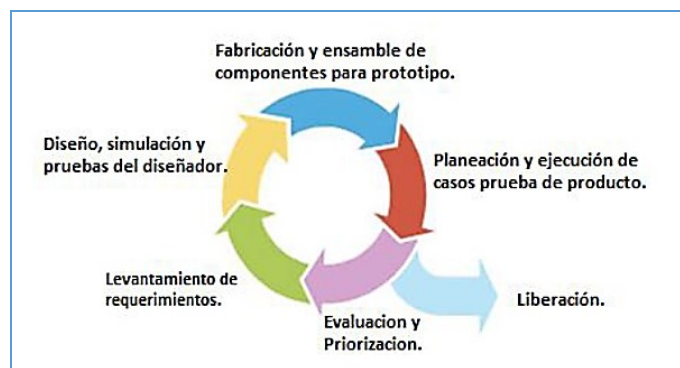 Fabricación y ensamble de
componentes para prototipo.
Diseño, simulación y
pruebas del diseñador.
Planeación y ejecución de
casos prueba de producto.
Levantamiento de
requerimientos.
Evaluacion y
Priorizacion.
Liberación.